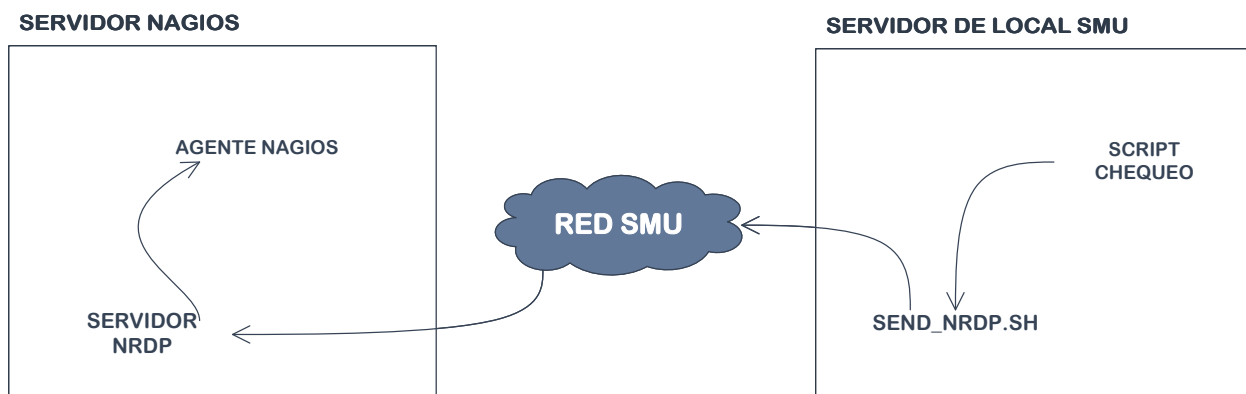 SERVIDOR NAGIOS
SERVIDOR DE LOCAL SMU
AGENTE NAGIOS
SCRIPT
CHEQUEO
RED SMU
SERVIDOR
NRDP
SEND_NRDP.SH